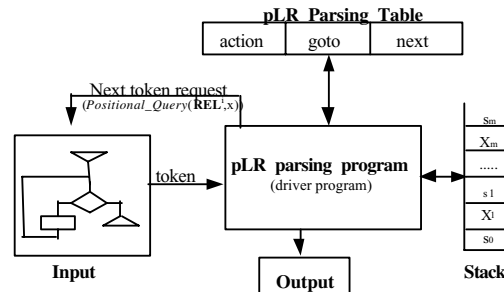 pLR Parsing Table
action goto next
Next token request
(Positional_Query(REL¹,x))
pLR parsing program
(driver program)
token
Input
Output
sm
Xm
.....
s1
X1
s0
Stack